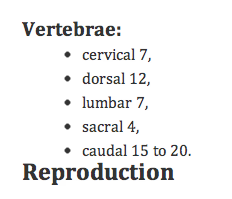 Vertebrae:
• cervical 7,
• dorsal 12,
• lumbar 7,
• sacral 4,
• caudal 15 to 20.
Reproduction